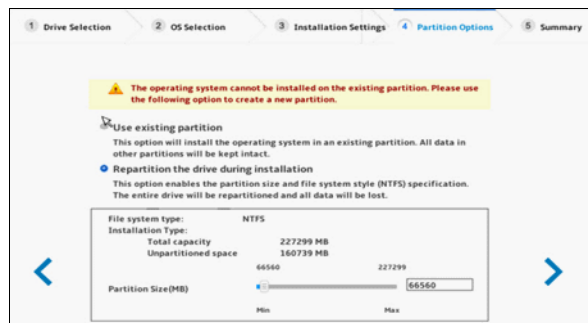 1 Drive Selection 2 OS Selection 3 Installation Settings 4 Partition Options 5 Summary
The operating system cannot be installed on the existing partition. Please use
the following option to create a new partition.
Use existing partition
This option will install the operating system in an existing partition. All data in
other partitions will be kept intact.
Repartition the drive during installation
This option enables the partition size and file system style (NTFS) specification.
The entire drive will be repartitioned and all data will be lost.
File system type: NTFS
Installation Type:
Total capacity 227299 MB
Unpartitioned space 160739 MB
66560 227299
Partition Size(MB) 66560
Min Max